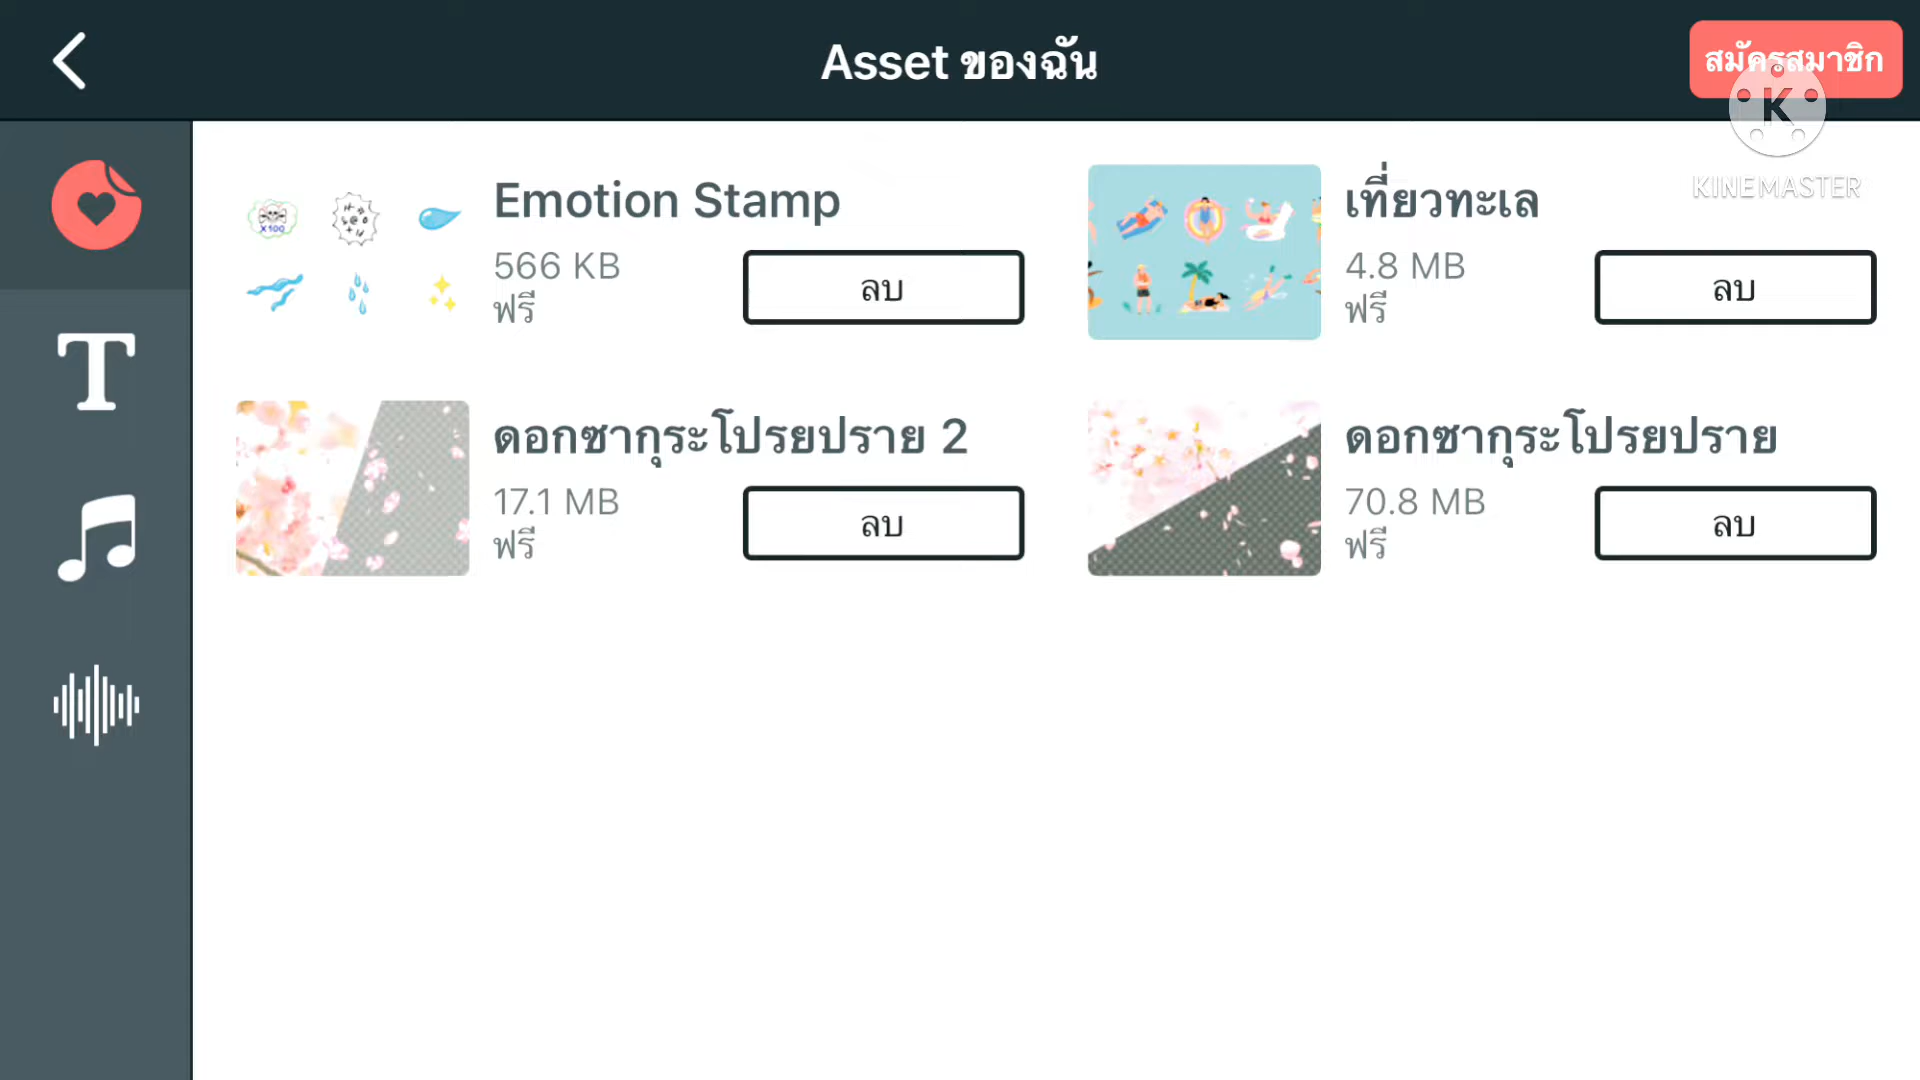 Asset ของฉัน
สมัครสมาชิก
K
KINEMASTER
Emotion Stamp
566 KB
ฟรี
ลบ
เที่ยวทะเล
4.8 MB
ฟรี
ลบ
ดอกซากุระโปรยปราย 2
17.1 MB
ฟรี
ลบ
ดอกซากุระโปรยปราย
70.8 MB
ฟรี
ลบ
X100
T